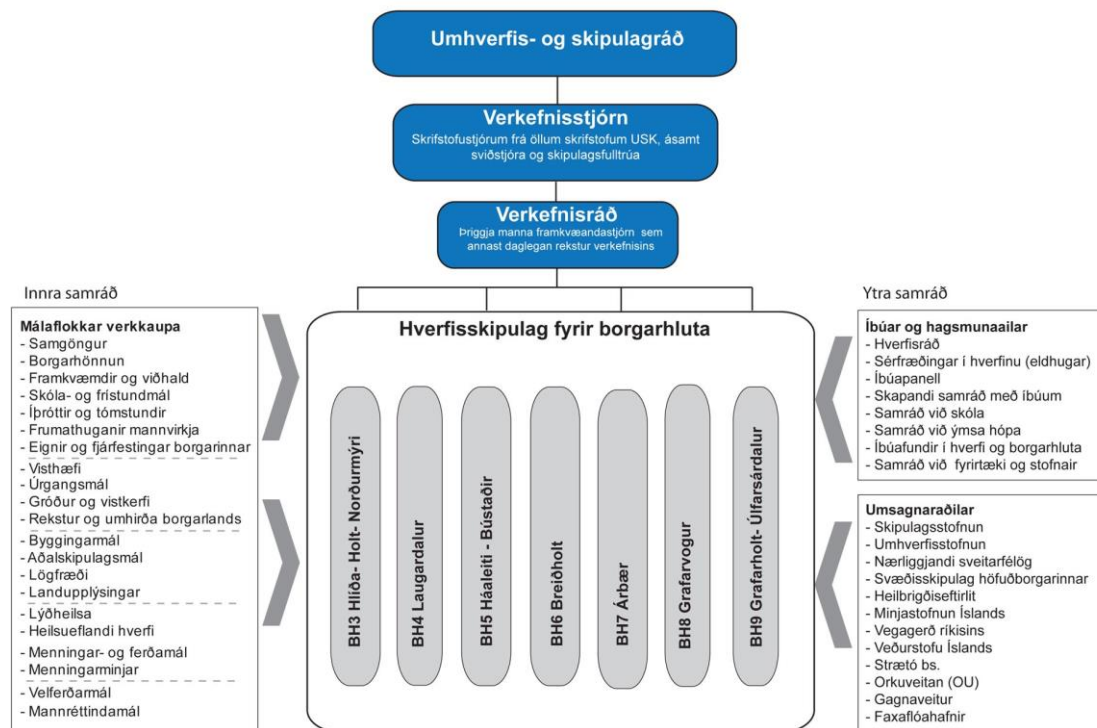 Umhverfis- og skipulagráð
Verkefnisstjórn
Skrifstofustjórum frá öllum skrifstofum USK, ásamt
sviðstjóra og skipulagsfulltrúa
Verkefnisráð
Þriggja manna framkvæandastjórn sem
annast daglegan rekstur verkefnisins
Innra samráð
Málaflokkar verkkaupa
- Samgöngur
- Borgarhönnun
- Framkvæmdir og viðhald
- Skóla- og frístundmál
- Íþróttir og tómstundir
- Frumathuganir mannvirkja
- Eignir og fjárfestingar borgarinnar
- Visthæfi
- Úrgangsmál
- Gróður og vistkerfi
- Rekstur og umhirða borgarlands
- Byggingarmál
- Aðalskipulagsmál
- Lögfræði
- Landupplýsingar
- Lýðheilsa
- Heilsueflandi hverfi
- Menningar- og ferðamál
- Menningarminjar
- Velferðarmál
- Mannréttindamál
Hverfisskipulag fyrir borgarhluta
BH3 Hlíða- Holt- Norðurmýri
BH4 Laugardalur
BH5 Háaleiti - Bústaðir
BH6 Breiðholt
BH7 Árbær
BH8 Grafarvogur
BH9 Grafarholt- Úlfarsárdalur
Ytra samráð
Íbúar og hagsmunaailar
- Hverfisráð
- Sérfræðingar í hverfinu (eldhugar)
- Íbúapanell
- Skapandi samráð með íbúum
- Samráð við skóla
- Samráð við ýmsa hópa
- Íbúafundir í hverfi og borgarhluta
- Samráð við fyrirtæki og stofnair
Umsagnaraðilar
- Skipulagsstofnun
- Umhverfisstofnun
- Nærliggjandi sveitarfélög
- Svæðisskipulag höfuðborgarinnar
- Heilbrigðiseftirlit
- Minjastofnun Íslands
- Vegagerð ríkisins
- Veðurstofu Íslands
- Strætó bs.
- Orkuveitan (OU)
- Gagnaveitur
- Faxaflóahafnir